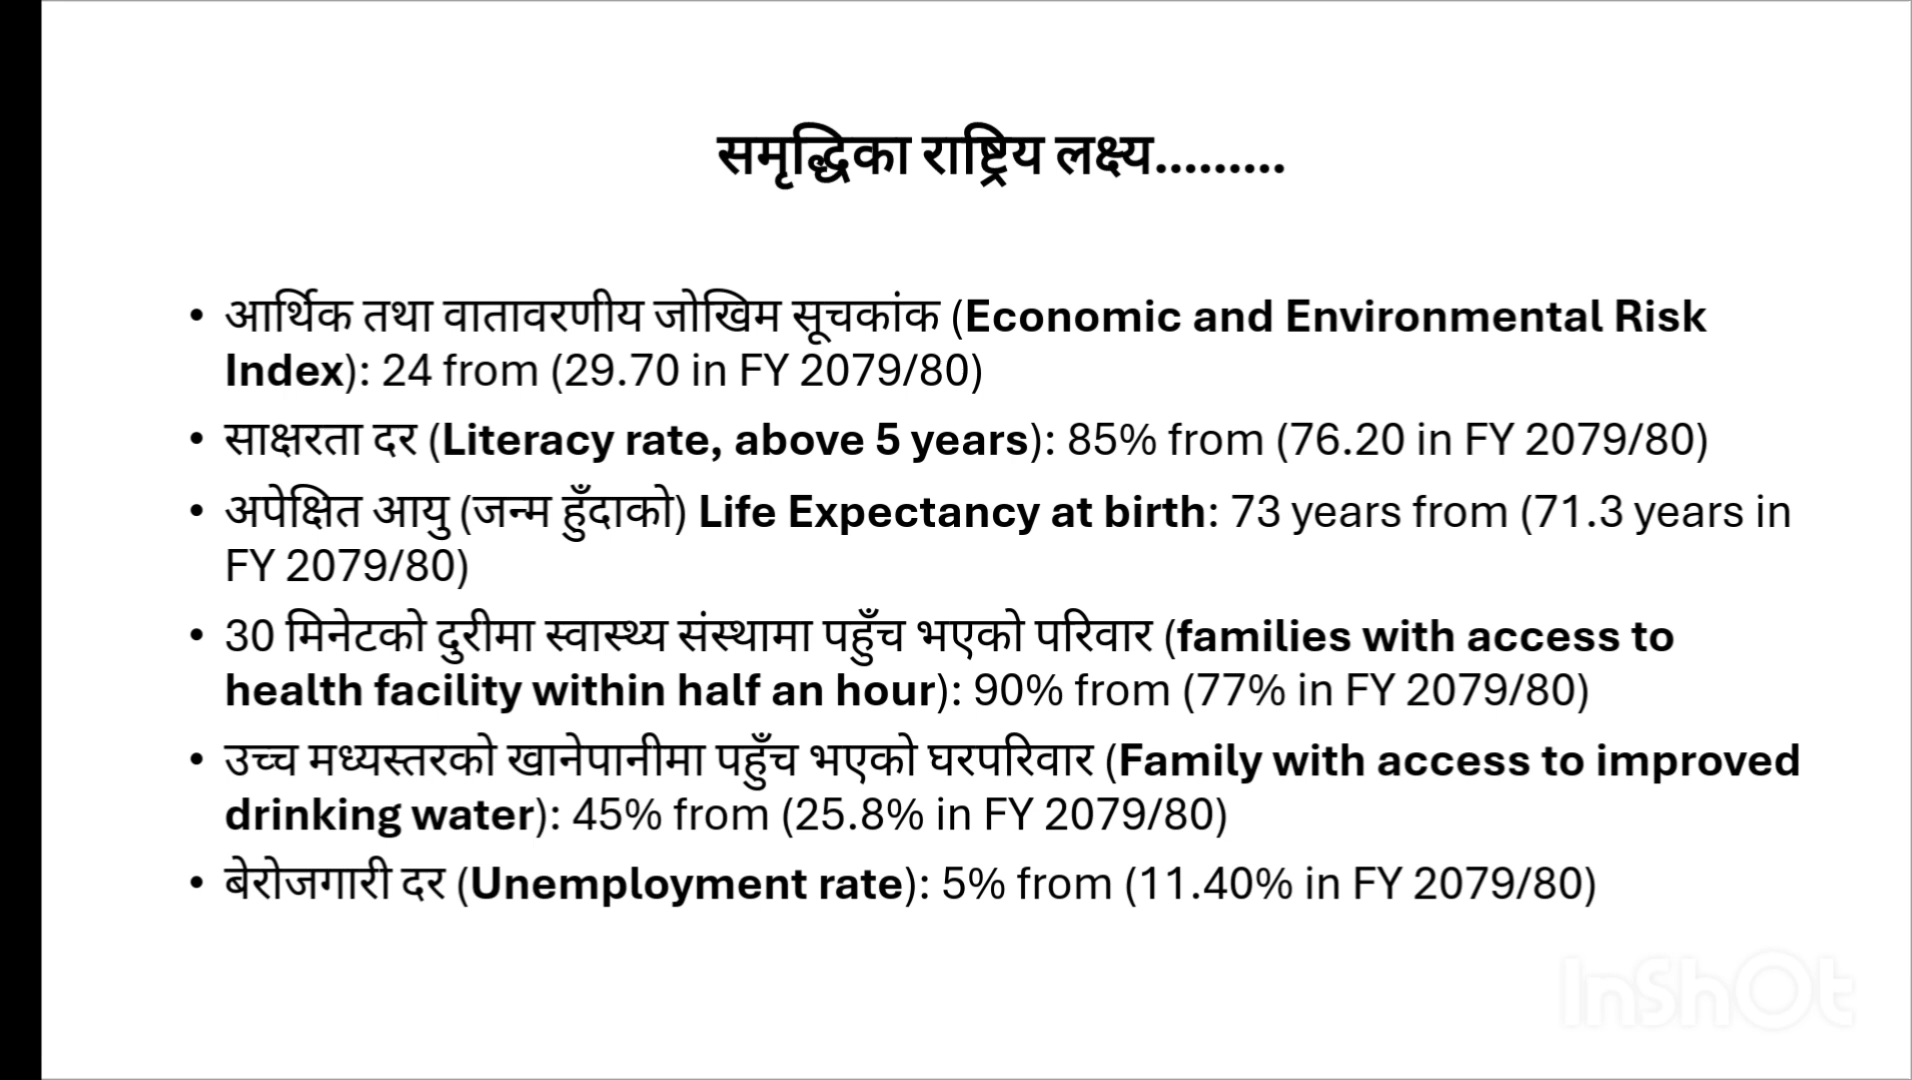 समृद्धिका राष्ट्रिय लक्ष्य.........
• आर्थिक तथा वातावरणीय जोखिम सूचकांक (Economic and Environmental Risk
Index): 24 from (29.70 in FY 2079/80)
• साक्षरता दर (Literacy rate, above 5 years): 85% from (76.20 in FY 2079/80)
• अपेक्षित आयु (जन्म हुँदाको) Life Expectancy at birth: 73 years from (71.3 years in
FY 2079/80)
• 30 मिनेटको दुरीमा स्वास्थ्य संस्थामा पहुँच भएको परिवार (families with access to
health facility within half an hour): 90% from (77% in FY 2079/80)
• उच्च मध्यस्तरको खानेपानीमा पहुँच भएको घरपरिवार (Family with access to improved
drinking water): 45% from (25.8% in FY 2079/80)
• बेरोजगारी दर (Unemployment rate): 5% from (11.40% in FY 2079/80)
InShOt